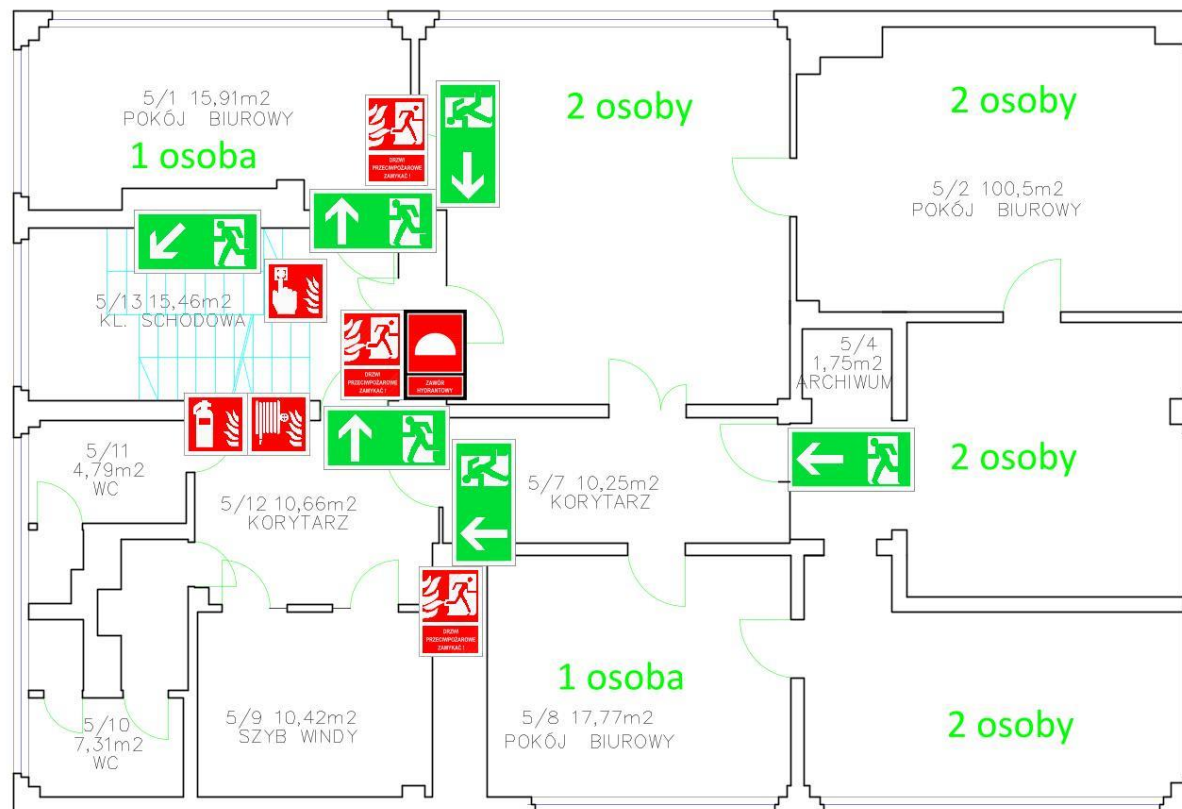 5/1 15,91m2
POKÓJ BIUROWY
1 osoba
2 osoby
2 osoby
5/2 100,5m2
POKÓJ BIUROWY
DRZWI
PRZECIWPOŻAROWE
ZAMYKAĆ !
5/13 15,46m2
KL. SCHODOWA
DRZWI
PRZECIWPOŻAROWE
ZAMYKAĆ !
ZAWÓR
HYDRANTOWY
5/4
1,75m2
ARCHIWUM
5/11
4,79m2
WC
5/12 10,66m2
KORYTARZ
5/7 10,25m2
KORYTARZ
2 osoby
DRZWI
PRZECIWPOŻAROWE
ZAMYKAĆ !
5/10
7,31m2
WC
5/9 10,42m2
SZYB WINDY
1 osoba
5/8 17,77m2
POKÓJ BIUROWY
2 osoby